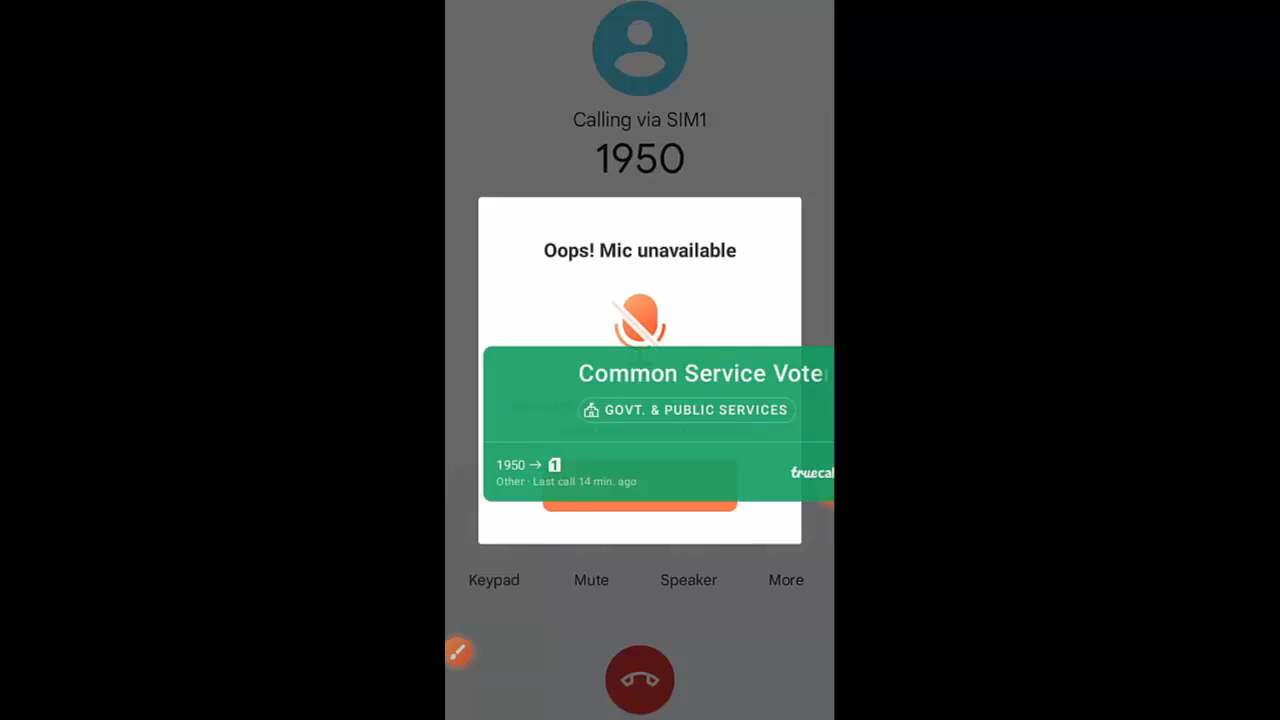 Calling via SIM1
1950
Oops! Mic unavailable
Common Service Vote
GOVT. & PUBLIC SERVICES
1950 → 1
Other · Last call 14 min. ago
truecal
Keypad Mute Speaker More